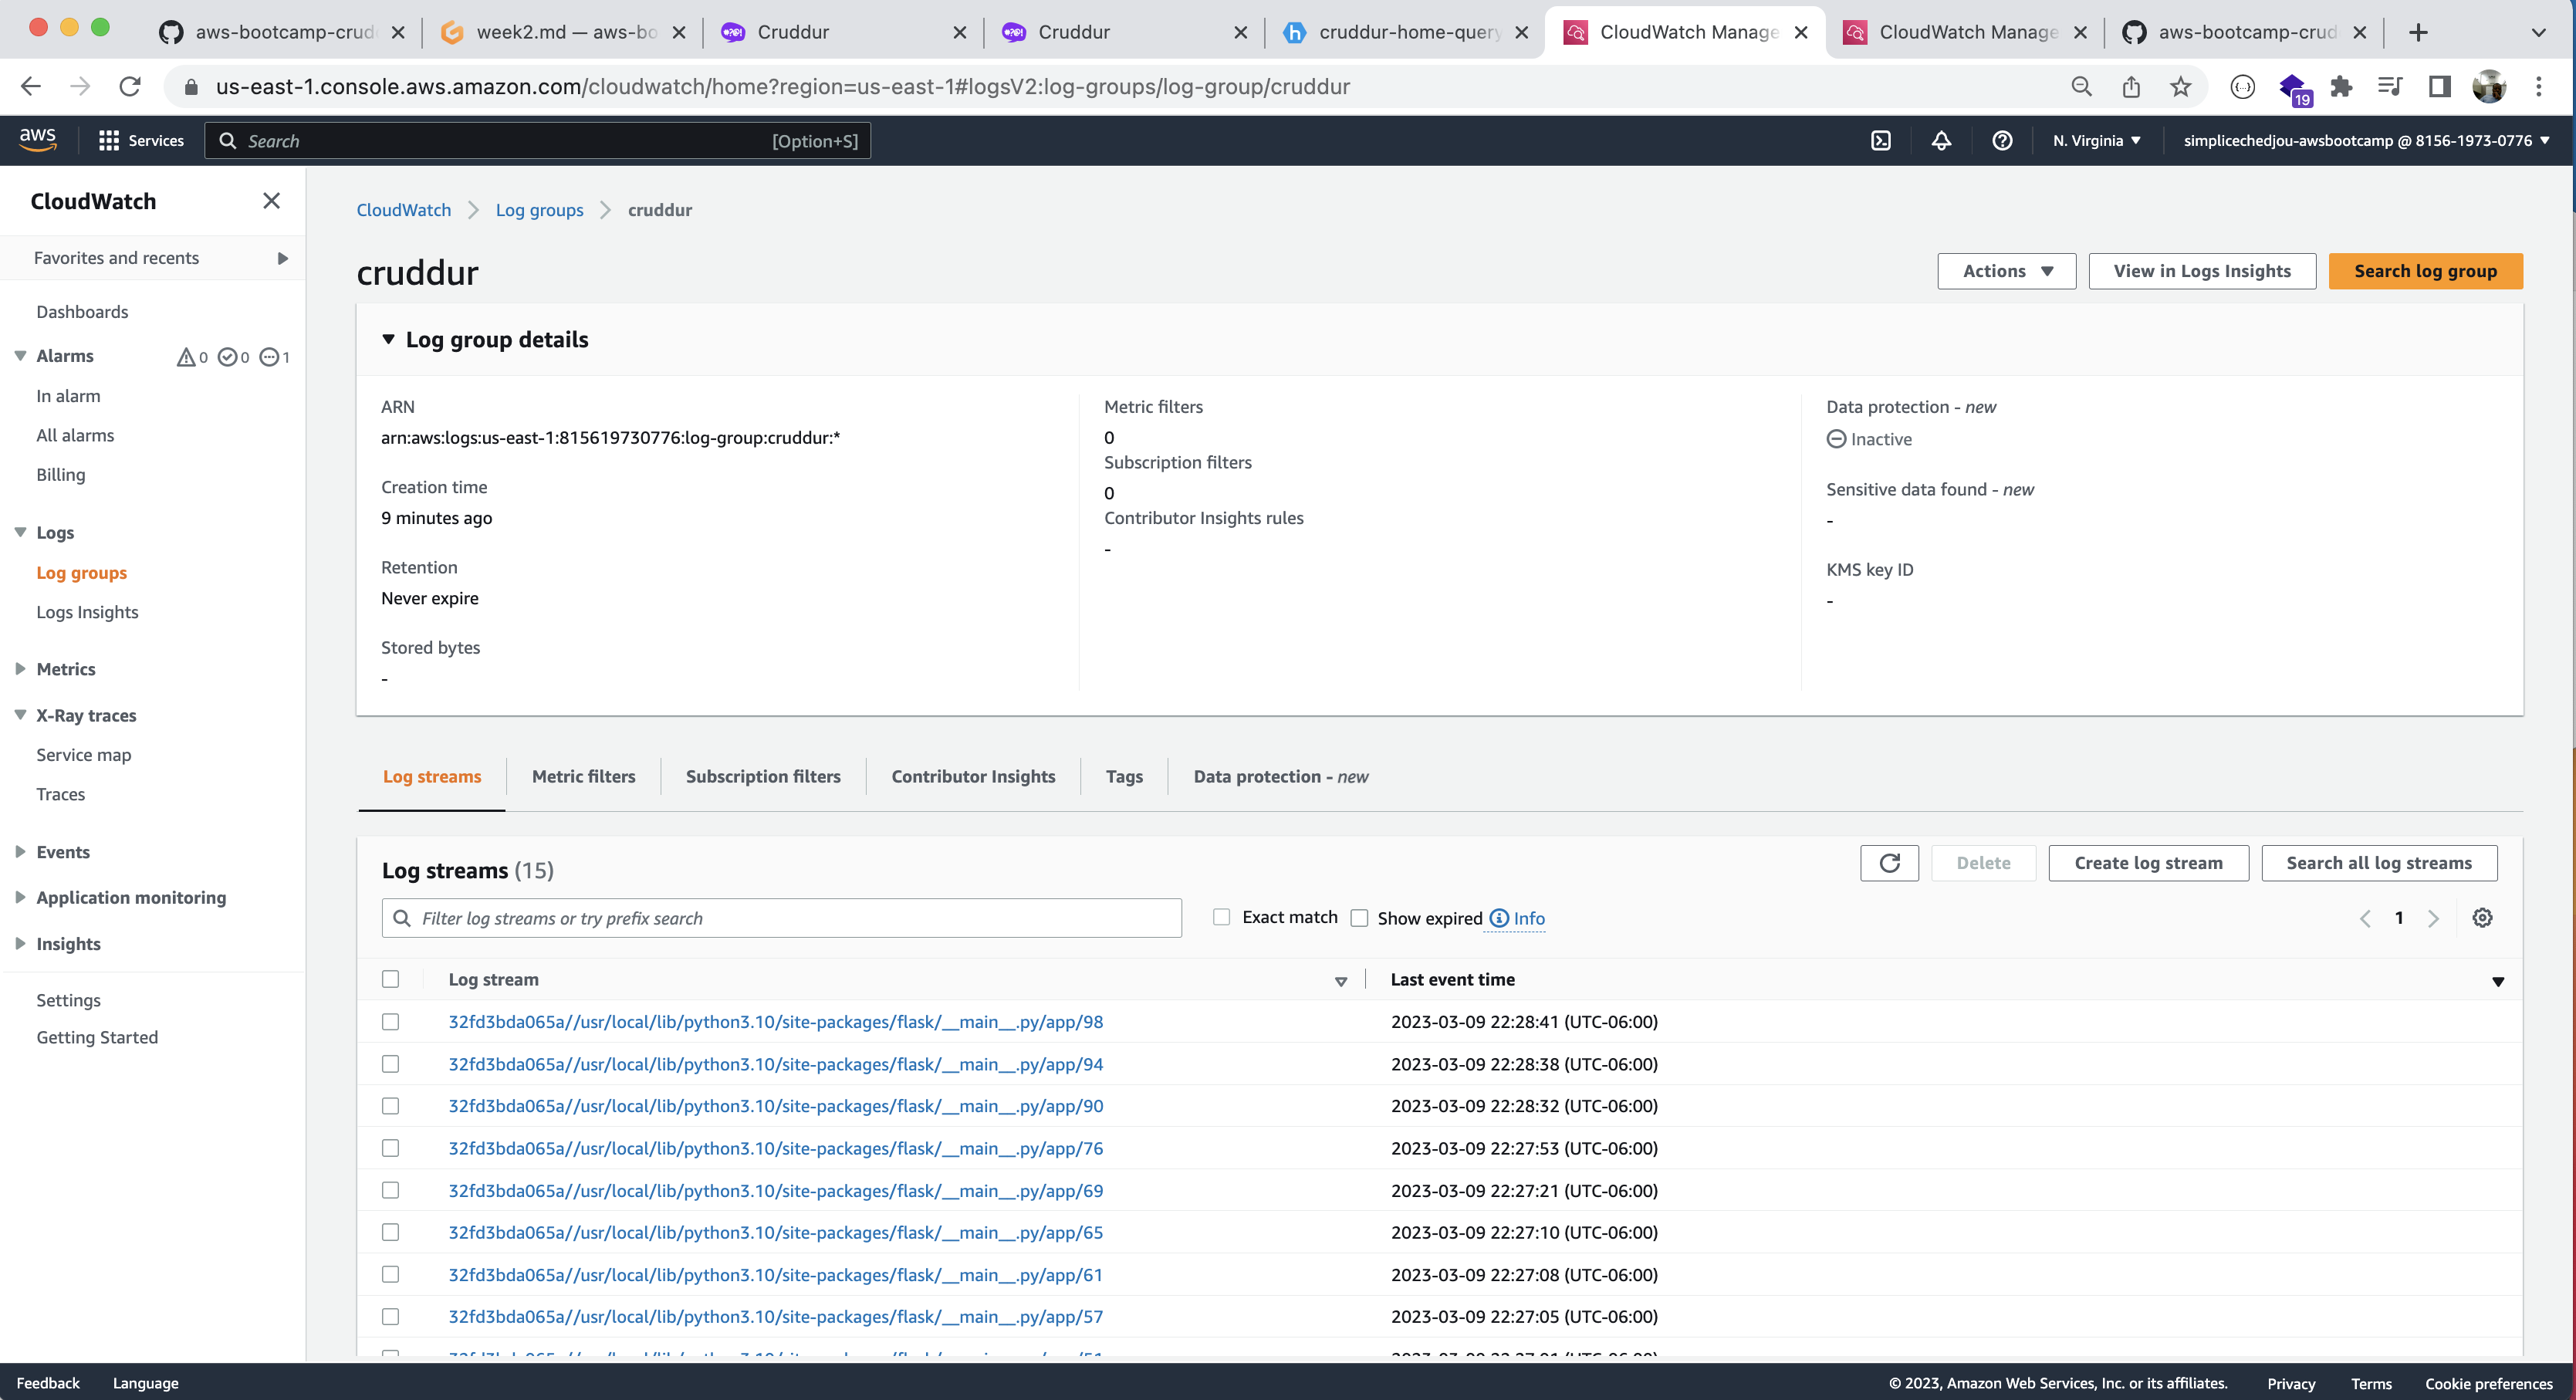 aws-bootcamp-crud
week2.md — aws-bo
Cruddur
Cruddur
cruddur-home-query
CloudWatch Manage
CloudWatch Manage
aws-bootcamp-crud
us-east-1.console.aws.amazon.com/cloudwatch/home?region=us-east-1#logsV2:log-groups/log-group/cruddur
19
aws
Services
Search
[Option+S]
N. Virginia
simplicechedjou-awsbootcamp @ 8156-1973-0776
CloudWatch
Favorites and recents
Dashboards
Alarms 0 0 1
In alarm
All alarms
Billing
Logs
Log groups
Logs Insights
Metrics
X-Ray traces
Service map
Traces
Events
Application monitoring
Insights
Settings
Getting Started
CloudWatch
Log groups
cruddur
cruddur
Actions
View in Logs Insights
Search log group
Log group details
ARN
arn:aws:logs:us-east-1:815619730776:log-group:cruddur:*
Creation time
9 minutes ago
Retention
Never expire
Stored bytes
-
Metric filters
0
Subscription filters
0
Contributor Insights rules
-
Data protection - new
Inactive
Sensitive data found - new
-
KMS key ID
-
Log streams
Metric filters
Subscription filters
Contributor Insights
Tags
Data protection - new
Log streams (15)
Delete
Create log stream
Search all log streams
Filter log streams or try prefix search
Exact match
Show expired
Info
1
Log stream
Last event time
32fd3bda065a//usr/local/lib/python3.10/site-packages/flask/__main__.py/app/98
2023-03-09 22:28:41 (UTC-06:00)
32fd3bda065a//usr/local/lib/python3.10/site-packages/flask/__main__.py/app/94
2023-03-09 22:28:38 (UTC-06:00)
32fd3bda065a//usr/local/lib/python3.10/site-packages/flask/__main__.py/app/90
2023-03-09 22:28:32 (UTC-06:00)
32fd3bda065a//usr/local/lib/python3.10/site-packages/flask/__main__.py/app/76
2023-03-09 22:27:53 (UTC-06:00)
32fd3bda065a//usr/local/lib/python3.10/site-packages/flask/__main__.py/app/69
2023-03-09 22:27:21 (UTC-06:00)
32fd3bda065a//usr/local/lib/python3.10/site-packages/flask/__main__.py/app/65
2023-03-09 22:27:10 (UTC-06:00)
32fd3bda065a//usr/local/lib/python3.10/site-packages/flask/__main__.py/app/61
2023-03-09 22:27:08 (UTC-06:00)
32fd3bda065a//usr/local/lib/python3.10/site-packages/flask/__main__.py/app/57
2023-03-09 22:27:05 (UTC-06:00)
Feedback
Language
© 2023, Amazon Web Services, Inc. or its affiliates.
Privacy
Terms
Cookie preferences